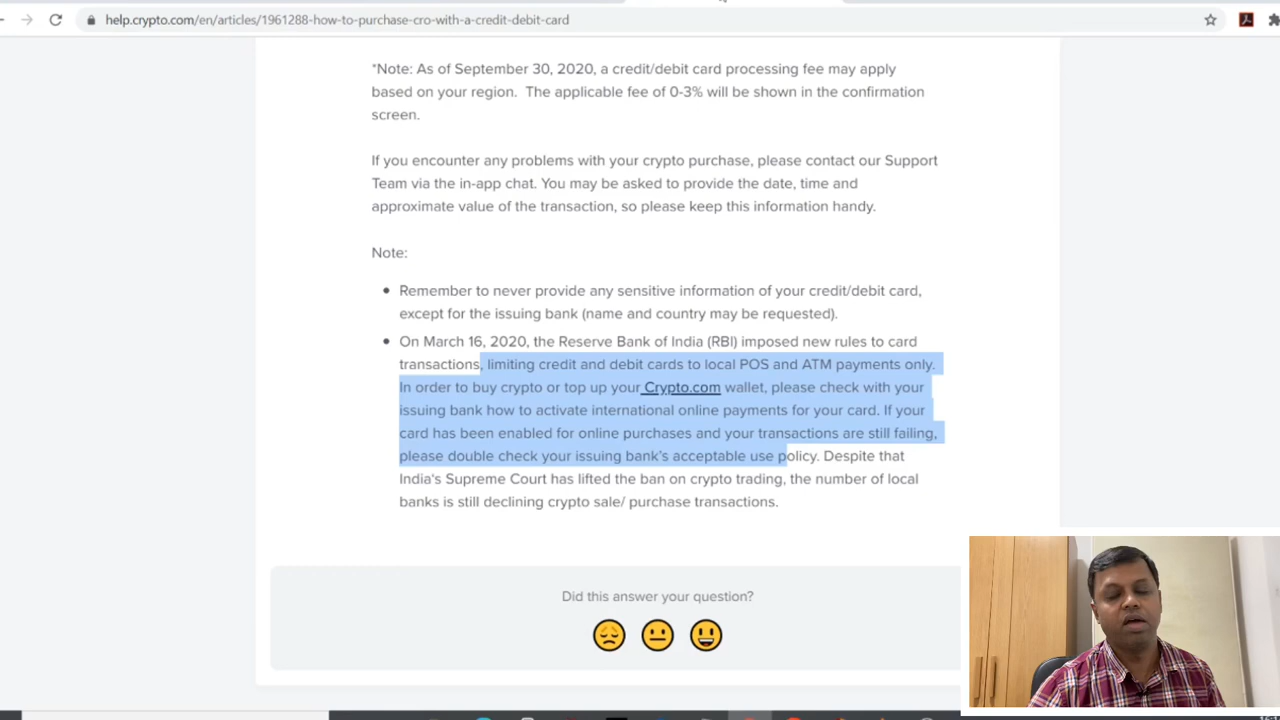 help.crypto.com/en/articles/1961288-how-to-purchase-cro-with-a-credit-debit-card
*Note: As of September 30, 2020, a credit/debit card processing fee may apply
based on your region.  The applicable fee of 0-3% will be shown in the confirmation
screen.
If you encounter any problems with your crypto purchase, please contact our Support
Team via the in-app chat. You may be asked to provide the date, time and
approximate value of the transaction, so please keep this information handy.
Note:
Remember to never provide any sensitive information of your credit/debit card,
except for the issuing bank (name and country may be requested).
On March 16, 2020, the Reserve Bank of India (RBI) imposed new rules to card
transactions, limiting credit and debit cards to local POS and ATM payments only.
In order to buy crypto or top up your Crypto.com wallet, please check with your
issuing bank how to activate international online payments for your card. If your
card has been enabled for online purchases and your transactions are still failing,
please double check your issuing bank's acceptable use policy. Despite that
India's Supreme Court has lifted the ban on crypto trading, the number of local
banks is still declining crypto sale/ purchase transactions.
Did this answer your question?